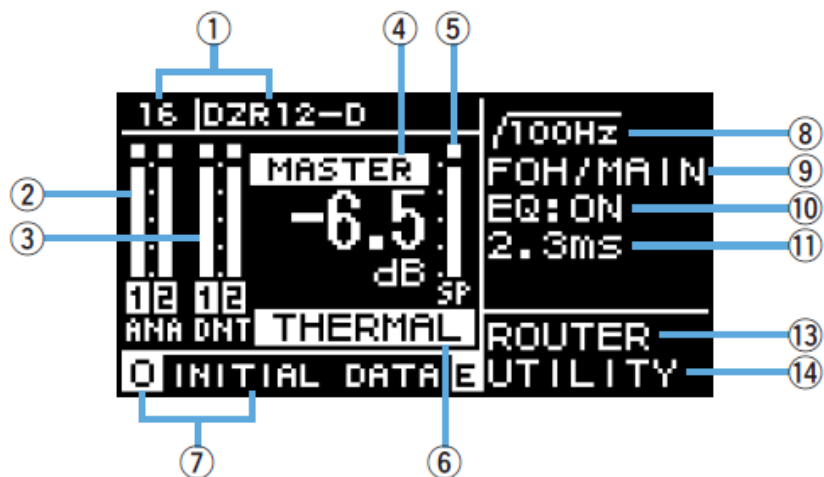 ① ④ ⑤
16 DZR12-D
/100Hz ⑧
② MASTER FOH/MAIN ⑨
-6.5 EQ:ON ⑩
③ 2.3ms ⑪
dB
1 2 1 2 SP
ANA DNT THERMAL ROUTER ⑬
0 INITIAL DATA E UTILITY ⑭
⑦ ⑥